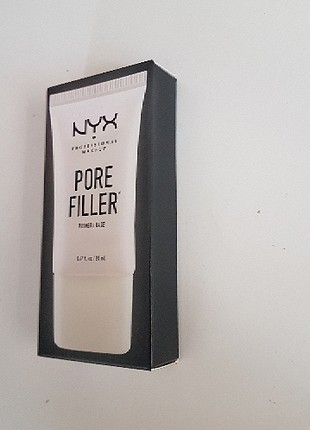 NYX
PROFESSIONAL
MAKEUP
PORE
FILLER
PRIMER
BASE